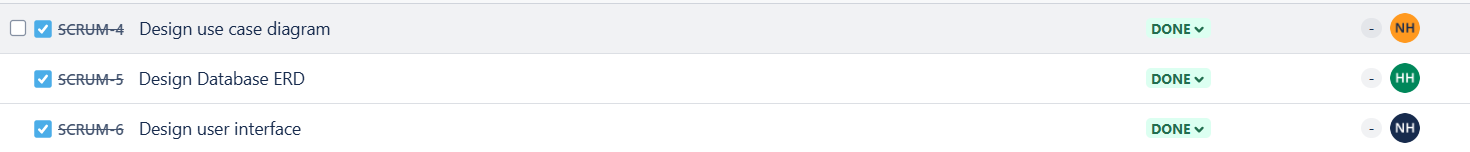 SCRUM-4 Design use case diagram DONE - NH
SCRUM-5 Design Database ERD DONE - HH
SCRUM-6 Design user interface DONE - NH